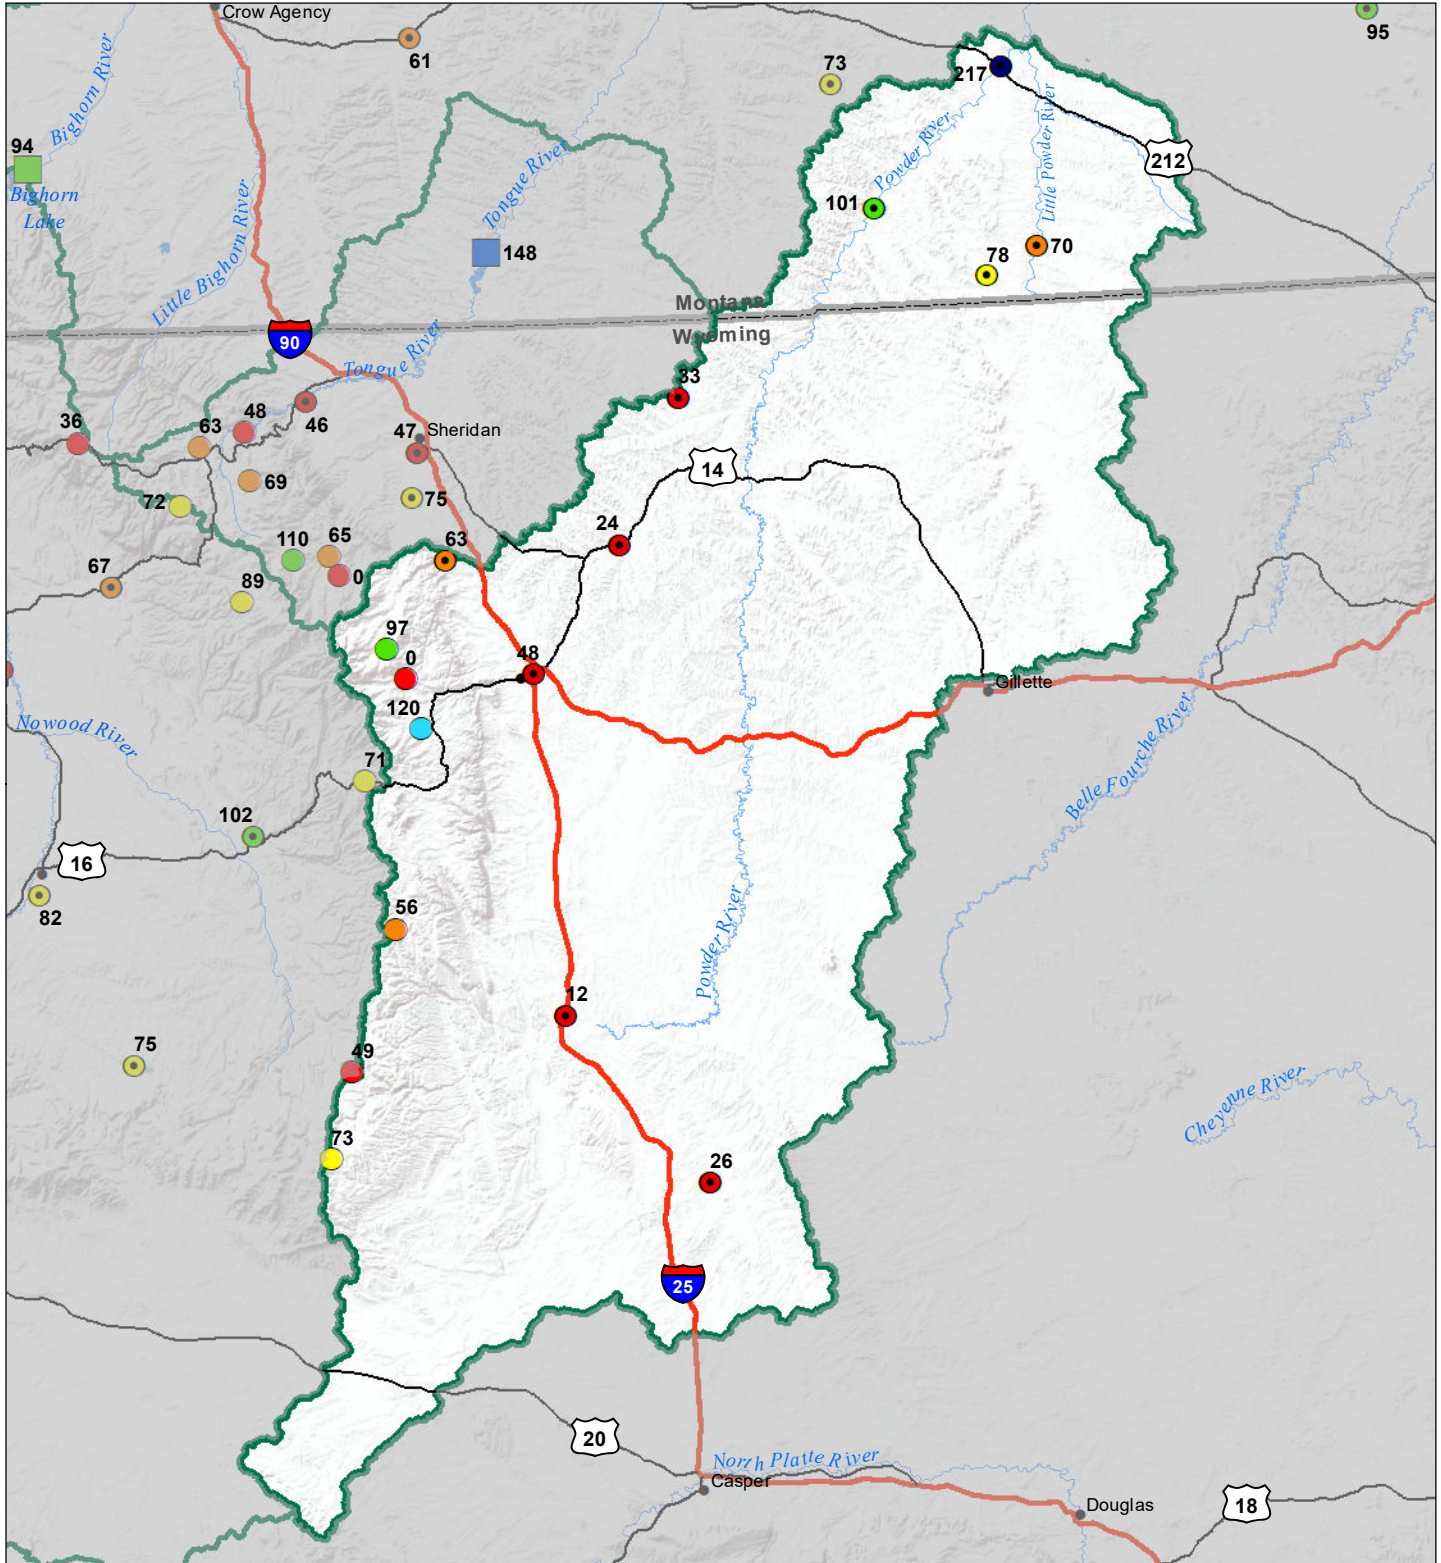 Crow Agency
61
95
73
217
Bighorn River
Little Powder River
Powder River
212
94
Tongue River
Bighorn
Lake
101
Little Bighorn River
148
78
70
Montana
Wyoming
90
Tongue River
33
36
63
48
46
47
Sheridan
14
69
75
72
24
110
65
63
67
89
0
97
0
48
Gillette
120
Nowood River
71
Belle Fourche River
102
16
82
56
Powder River
12
75
49
Cheyenne River
73
26
25
20
North Platte River
Casper
Douglas
18